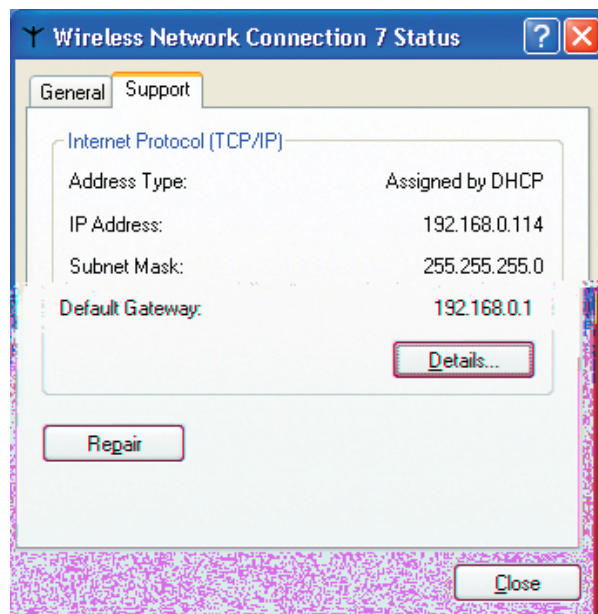 Wireless Network Connection 7 Status
General Support
Internet Protocol (TCP/IP)
Address Type: Assigned by DHCP
IP Address: 192.168.0.114
Subnet Mask: 255.255.255.0
Default Gateway: 192.168.0.1
Details...
Repair
Close